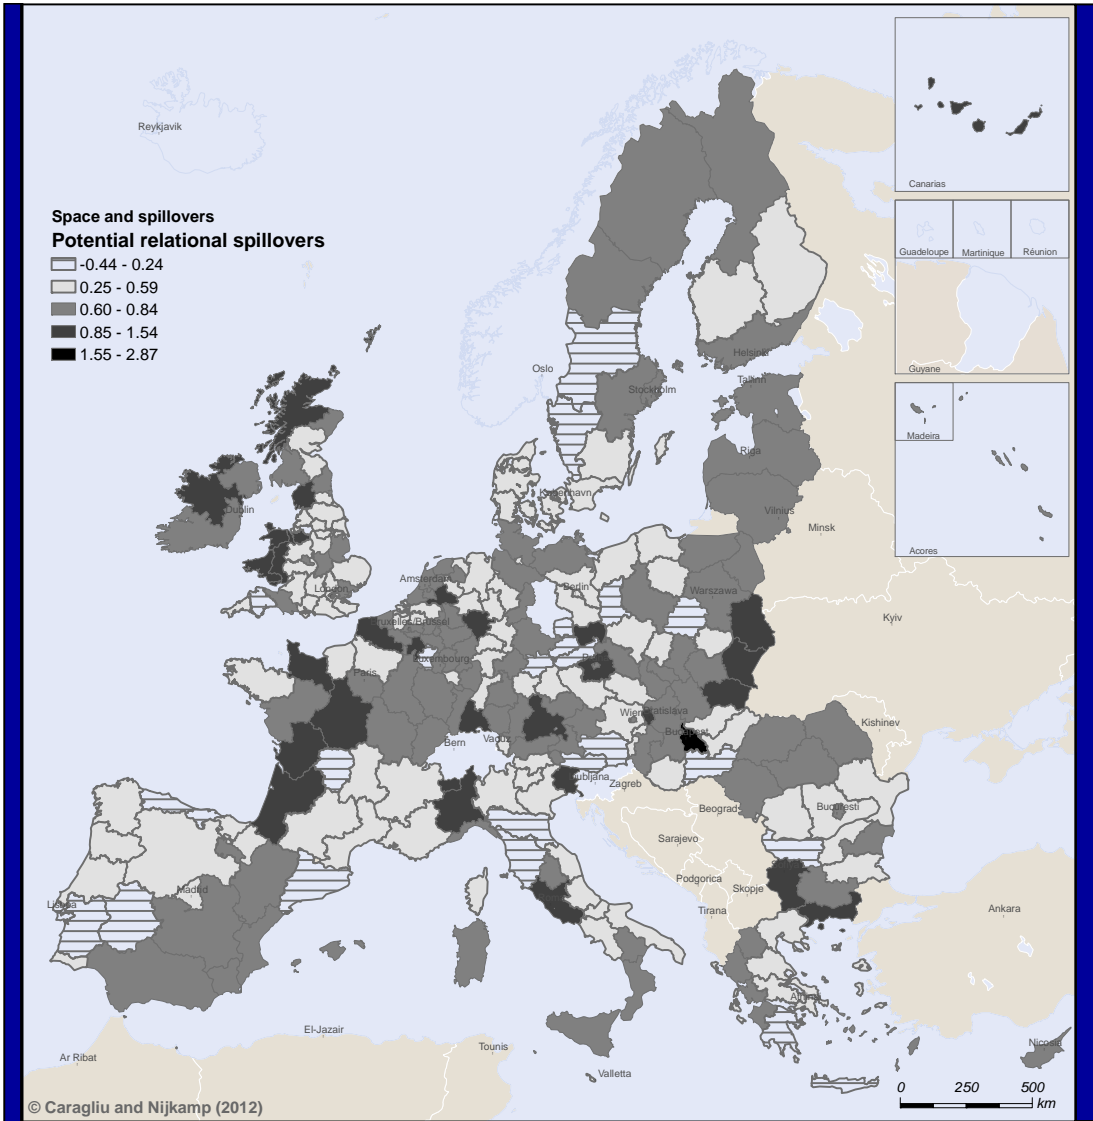 Reykjavik
Canarias
Space and spillovers
Potential relational spillovers
-0.44 - 0.24
0.25 - 0.59
0.60 - 0.84
0.85 - 1.54
1.55 - 2.87
Guadeloupe
Martinique
Réunion
Helsinki
Oslo
Guyane
Tallinn
Stockholm
Madeira
Riga
København
Dublin
Vilnius
Minsk
Acores
Amsterdam
Berlin
London
Warszawa
Kyiv
Bruxelles/Brussel
Luxembourg
Paris
Wien
Bratislava
Kishinev
Budapest
Bern
Vaduz
Ljubljana
Zagreb
Beograd
Bucuresti
Sarajevo
Madrid
Podgorica
Skopje
Lisboa
Tirana
Ankara
Athinai
El-Jazair
Tounis
Nicosia
Ar Ribat
Valletta
0 250 500
km
© Caragliu and Nijkamp (2012)